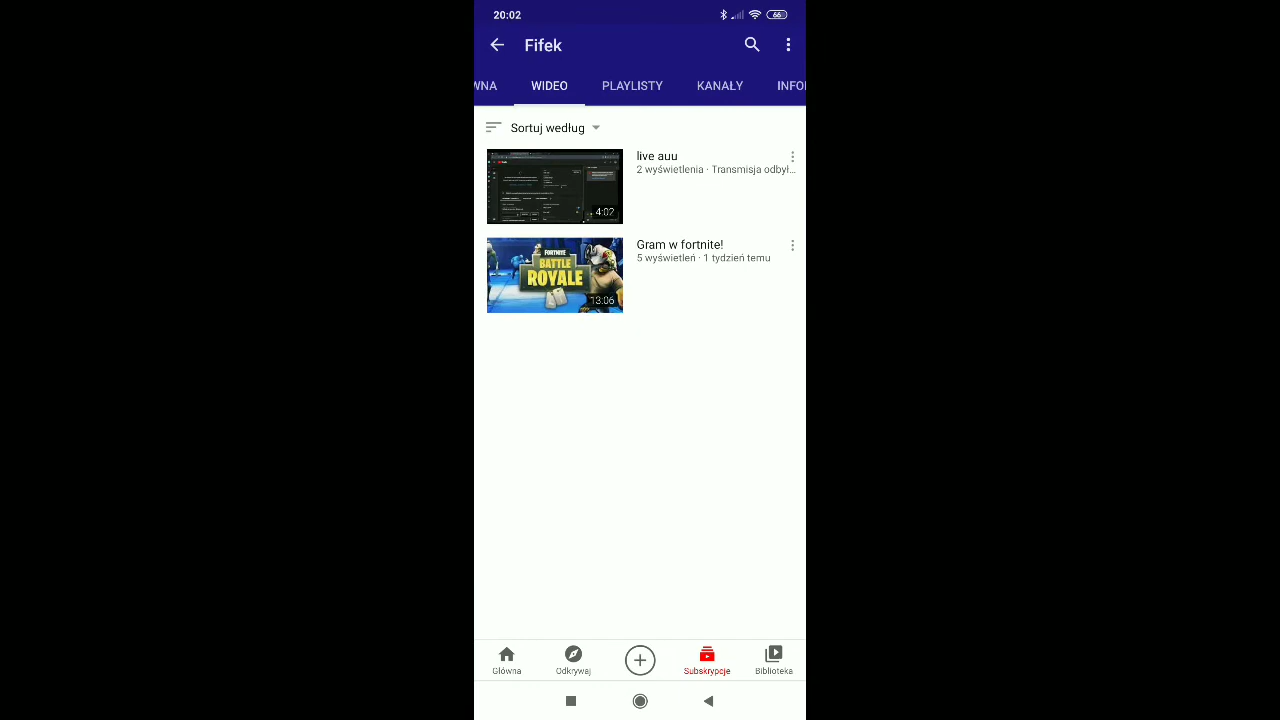 20:02
66
Fifek
WNA WIDEO PLAYLISTY KANAŁY INFO
Sortuj według
live auu
2 wyświetlenia · Transmisja odbył...
4:02
Gram w fortnite!
5 wyświetleń · 1 tydzień temu
FORTNITE
BATTLE
ROYALE
13:06
Główna Odkrywaj Subskrypcje Biblioteka